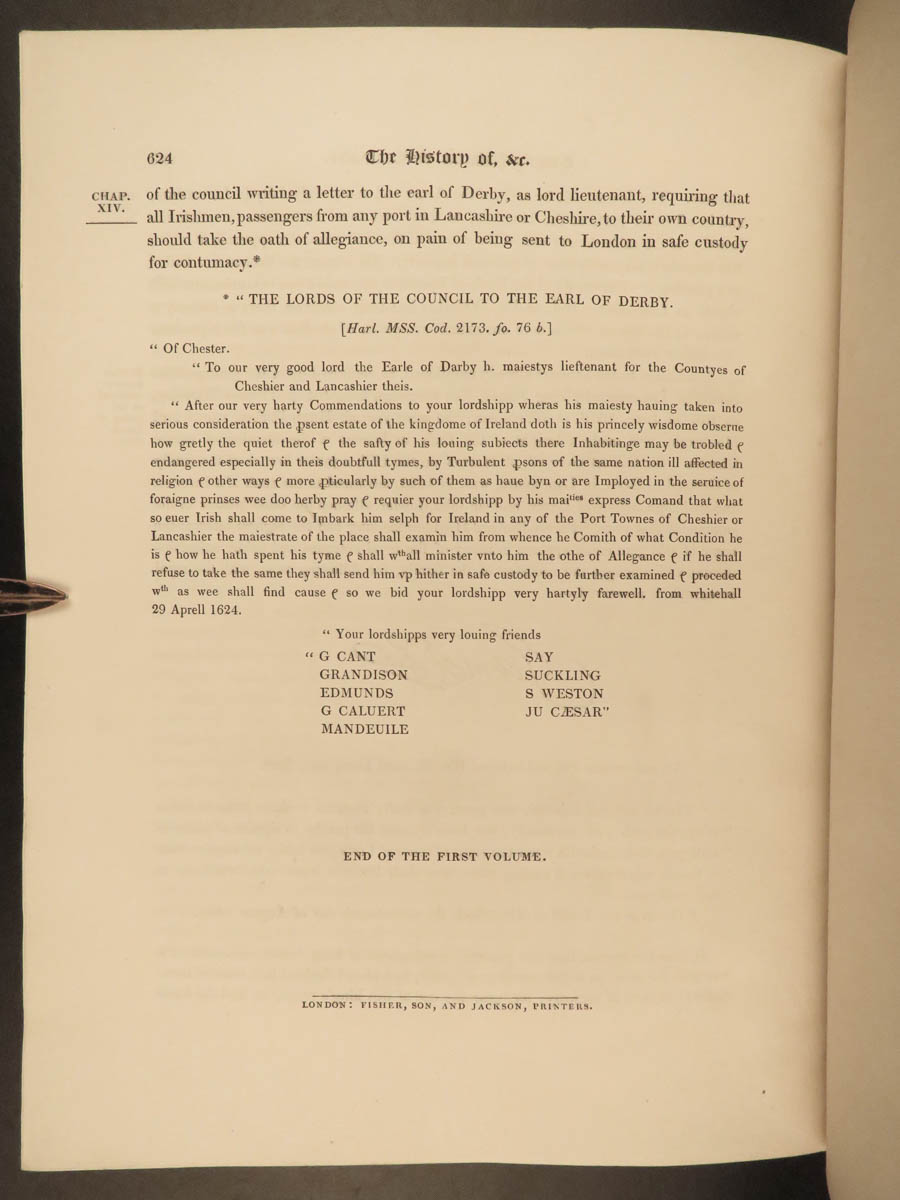 624
The History of, &c.
CHAP.
XIV.
of the council writing a letter to the earl of Derby, as lord lieutenant, requiring that
all Irishmen, passengers from any port in Lancashire or Cheshire, to their own country,
should take the oath of allegiance, on pain of being sent to London in safe custody
for contumacy.*
* “ THE LORDS OF THE COUNCIL TO THE EARL OF DERBY.
[Harl. MSS. Cod. 2173. fo. 76 b.]
“ Of Chester.
“ To our very good lord the Earle of Darby h. maiestys lieftenant for the Countyes of
Cheshier and Lancashier theis.
“ After our very harty Commendations to your lordshipp wheras his maiesty hauing taken into
serious consideration the ꝓsent estate of the kingdome of Ireland doth is his princely wisdome obserue
how gretly the quiet therof ꝭ the safty of his louing subiects there Inhabitinge may be trobled ꝭ
endangered especially in theis doubtfull tymes, by Turbulent ꝓsons of the same nation ill affected in
religion ꝭ other ways ꝭ more ꝓticularly by such of them as haue byn or are Imployed in the seruice of
foraigne prinses wee doo herby pray ꝭ requier your lordshipp by his maiᵗⁱᵉˢ express Comand that what
so euer Irish shall come to Imbark him selph for Ireland in any of the Port Townes of Cheshier or
Lancashier the maiestrate of the place shall examin him from whence he Comith of what Condition he
is ꝭ how he hath spent his tyme ꝭ shall wᵗʰall minister vnto him the othe of Allegance ꝭ if he shall
refuse to take the same they shall send him vp hither in safe custody to be further examined ꝭ proceded
wᵗʰ as wee shall find cause ꝭ so we bid your lordshipp very hartyly farewell. from whitehall
29 Aprell 1624.
“ Your lordshipps very louing friends
“ G CANT
GRANDISON
EDMUNDS
G CALUERT
MANDEUILE
SAY
SUCKLING
S WESTON
JU CÆSAR”
END OF THE FIRST VOLUME.
LONDON: FISHER, SON, AND JACKSON, PRINTERS.